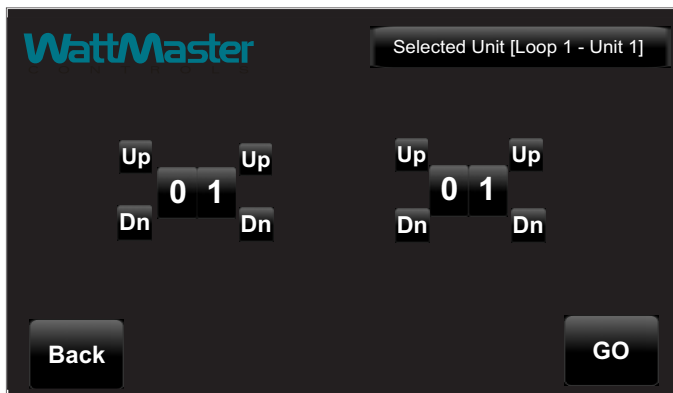 WattMaster
Selected Unit [Loop 1 - Unit 1]
Up Up Up Up
0 1 0 1
Dn Dn Dn Dn
Back GO